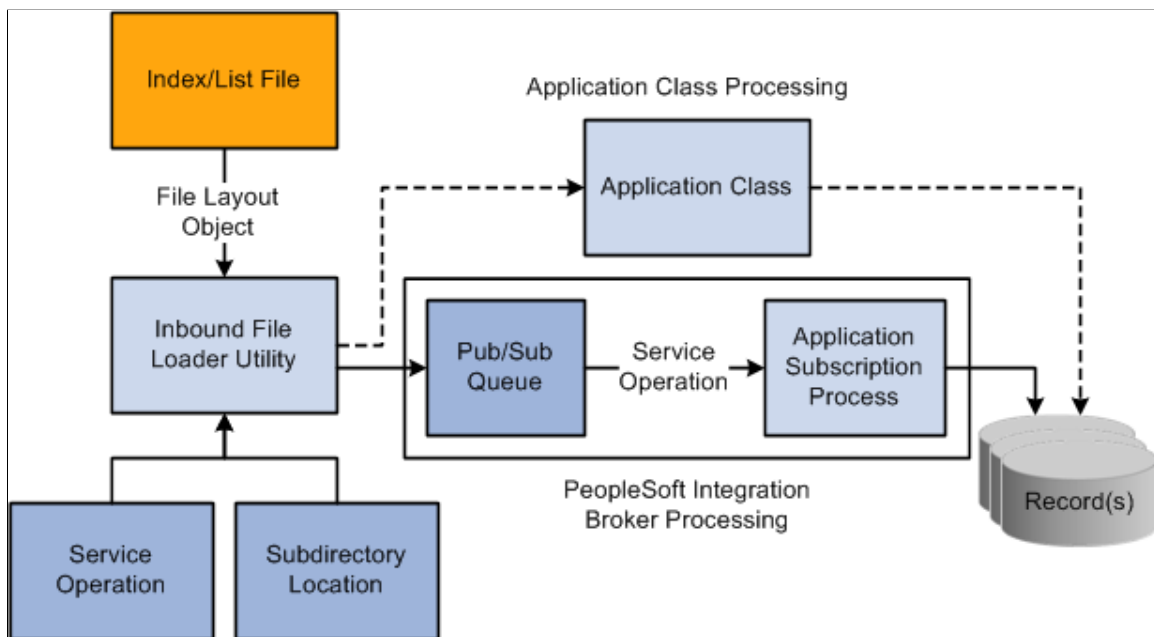 Index/List File
Application Class Processing
Application Class
File Layout
Object
Inbound File
Loader Utility
Pub/Sub
Queue
Service
Operation
Application
Subscription
Process
PeopleSoft Integration
Broker Processing
Record(s)
Service
Operation
Subdirectory
Location